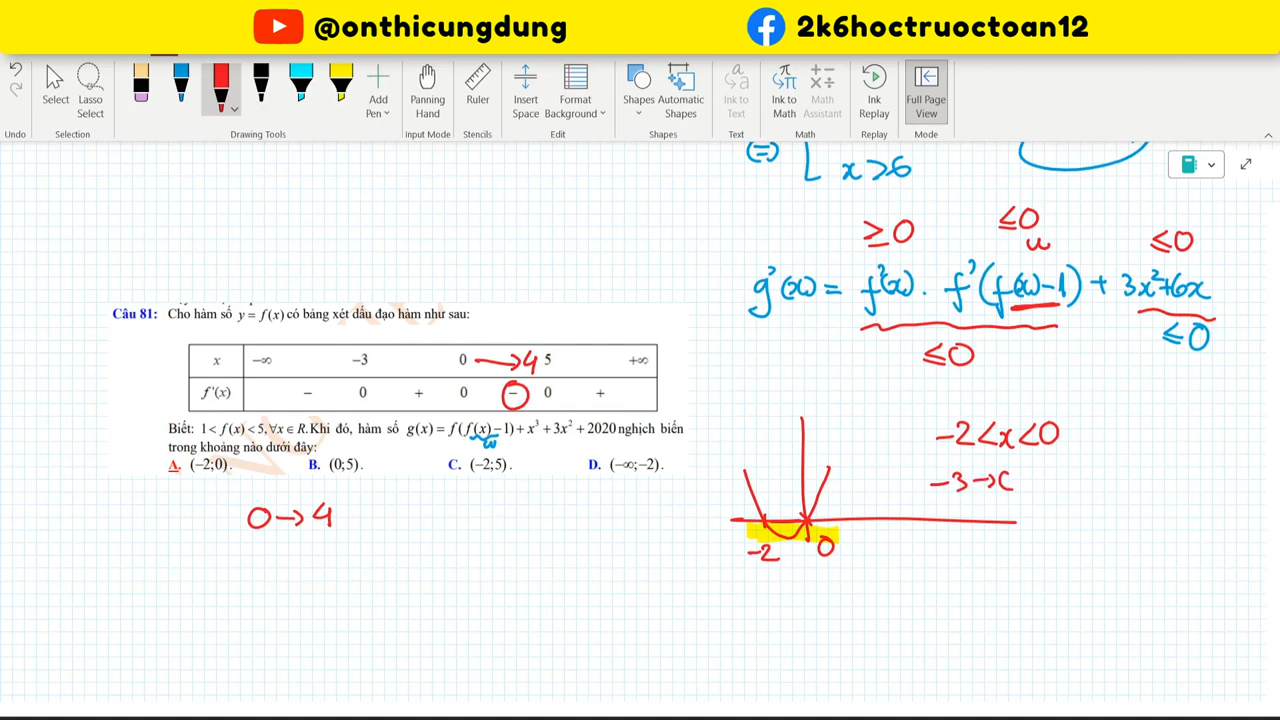 @onthicungdung
2k6hoctruoctoan12
Select
Lasso Select
Add Pen
Panning Hand
Ruler
Insert Space
Format Background
Shapes
Automatic Shapes
Ink to Text
Ink to Math
Math Assistant
Ink Replay
Full Page View
Undo
Selection
Drawing Tools
Input Mode
Stencils
Edit
Shapes
Text
Math
Replay
Mode
(=)
x>6
≥0 ≤0 ≤0
u
g'(x) = f'(x). f'(f(x)-1) + 3x²+6x
≤0 ≤0
Câu 81: Cho hàm số y = f(x) có bảng xét dấu đạo hàm như sau:
x −∞ −3 0 →4 5 +∞
f'(x) − 0 + 0 − 0 +
Biết: 1 < f(x) < 5, ∀x ∈ R. Khi đó, hàm số g(x) = f(f(x)−1) + x³ + 3x² + 2020 nghịch biến
u
trong khoảng nào dưới đây:
A. (−2;0). B. (0;5). C. (−2;5). D. (−∞;−2).
0→4
-2<x<0
-3→0
-2 0